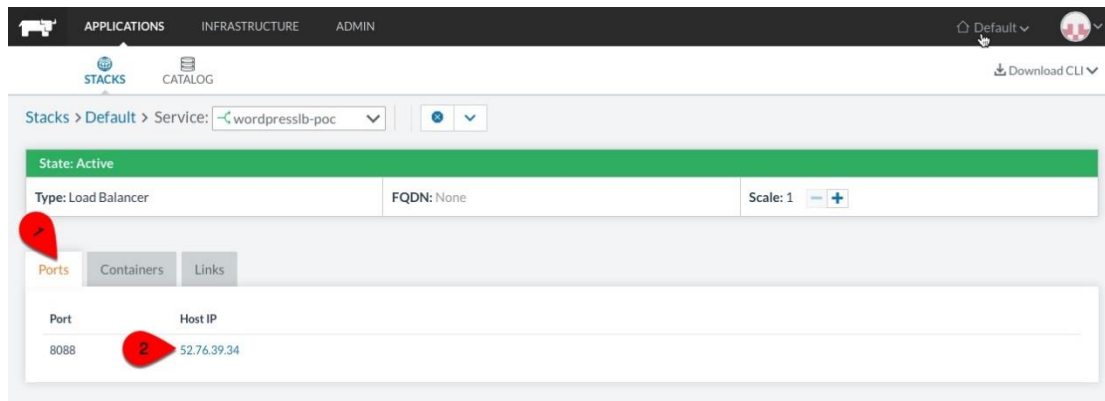 APPLICATIONS INFRASTRUCTURE ADMIN Default
STACKS CATALOG Download CLI
Stacks > Default > Service: wordpresslb-poc
State: Active
Type: Load Balancer FQDN: None Scale: 1
1
Ports Containers Links
Port Host IP
8088 2 52.76.39.34